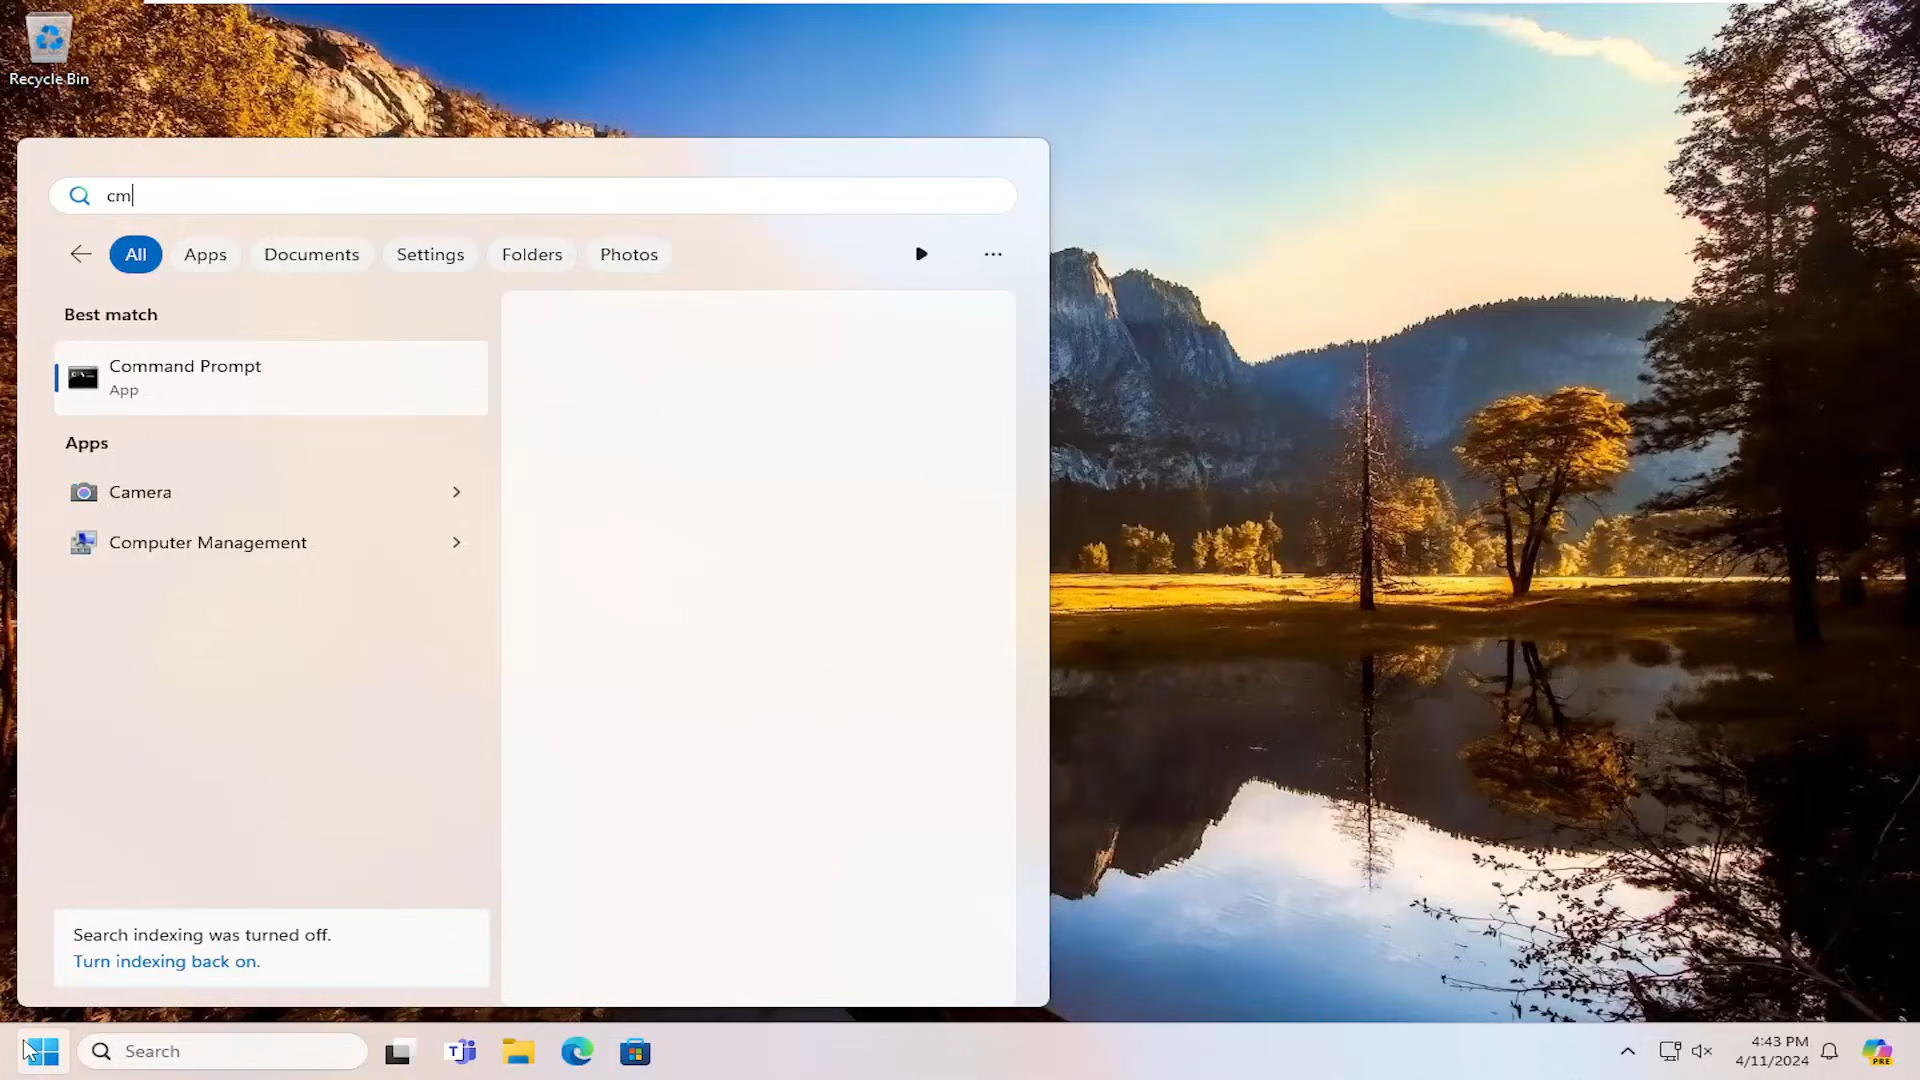 Recycle Bin
cm
All
Apps
Documents
Settings
Folders
Photos
Best match
Command Prompt
App
Apps
Camera
Computer Management
Search indexing was turned off.
Turn indexing back on.
Search
4:43 PM
4/11/2024
PRE